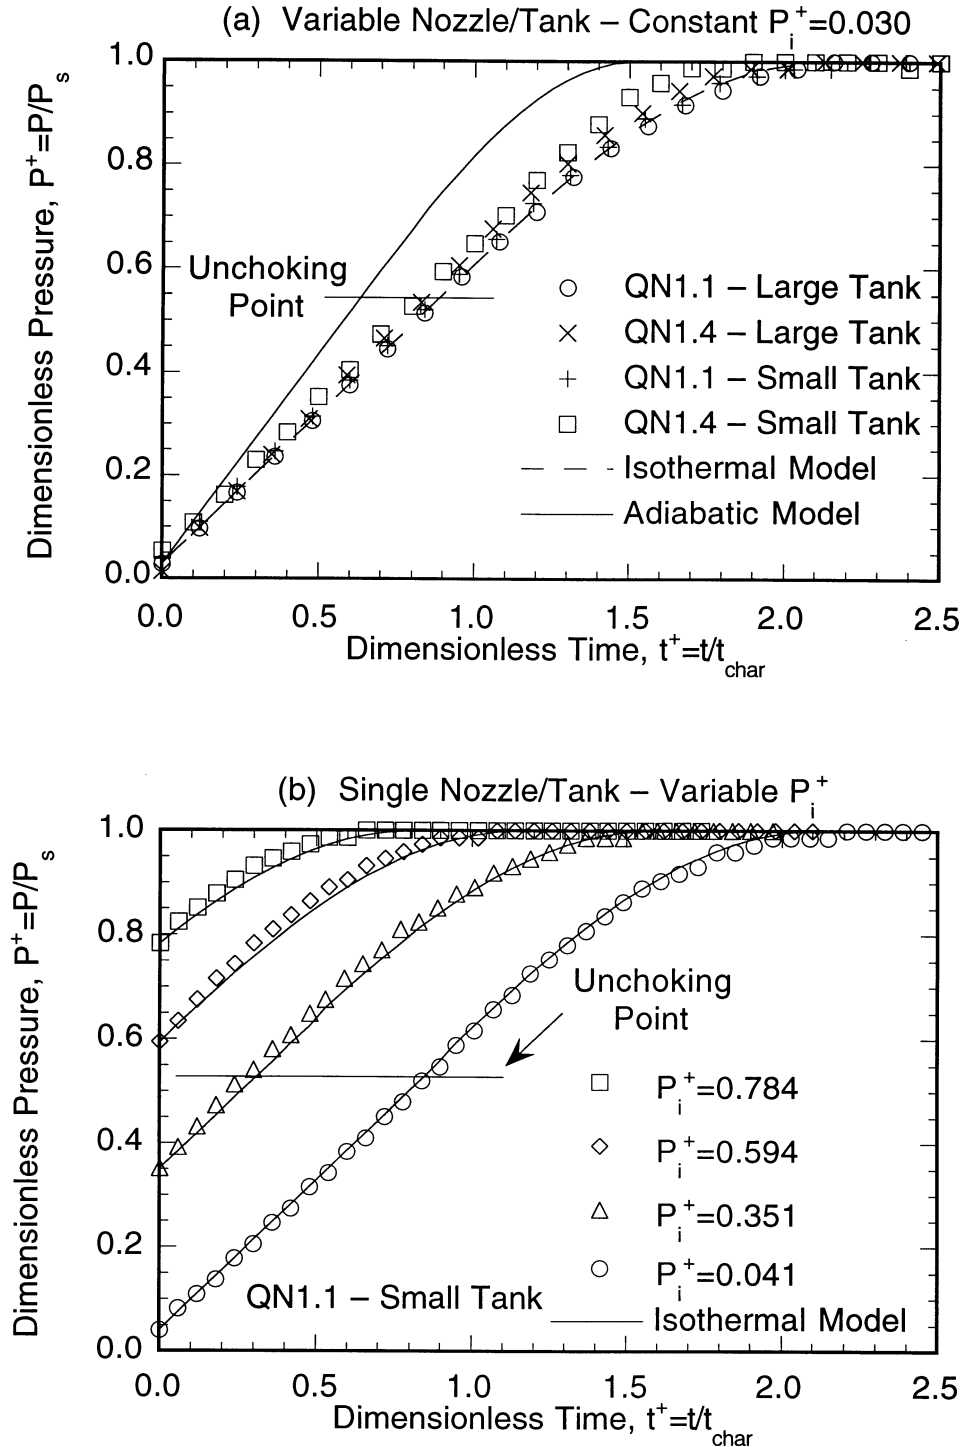 (a) Variable Nozzle/Tank – Constant P_i^+=0.030
1.0
0.8
0.6
0.4
0.2
0.0
Dimensionless Pressure, P^+=P/P_s
Unchoking
Point
QN1.1 – Large Tank
QN1.4 – Large Tank
QN1.1 – Small Tank
QN1.4 – Small Tank
Isothermal Model
Adiabatic Model
0.0 0.5 1.0 1.5 2.0 2.5
Dimensionless Time, t^+=t/t_char
(b) Single Nozzle/Tank – Variable P_i^+
1.0
0.8
0.6
0.4
0.2
0.0
Dimensionless Pressure, P^+=P/P_s
Unchoking
Point
P_i^+=0.784
P_i^+=0.594
P_i^+=0.351
P_i^+=0.041
QN1.1 – Small Tank
Isothermal Model
0.0 0.5 1.0 1.5 2.0 2.5
Dimensionless Time, t^+=t/t_char